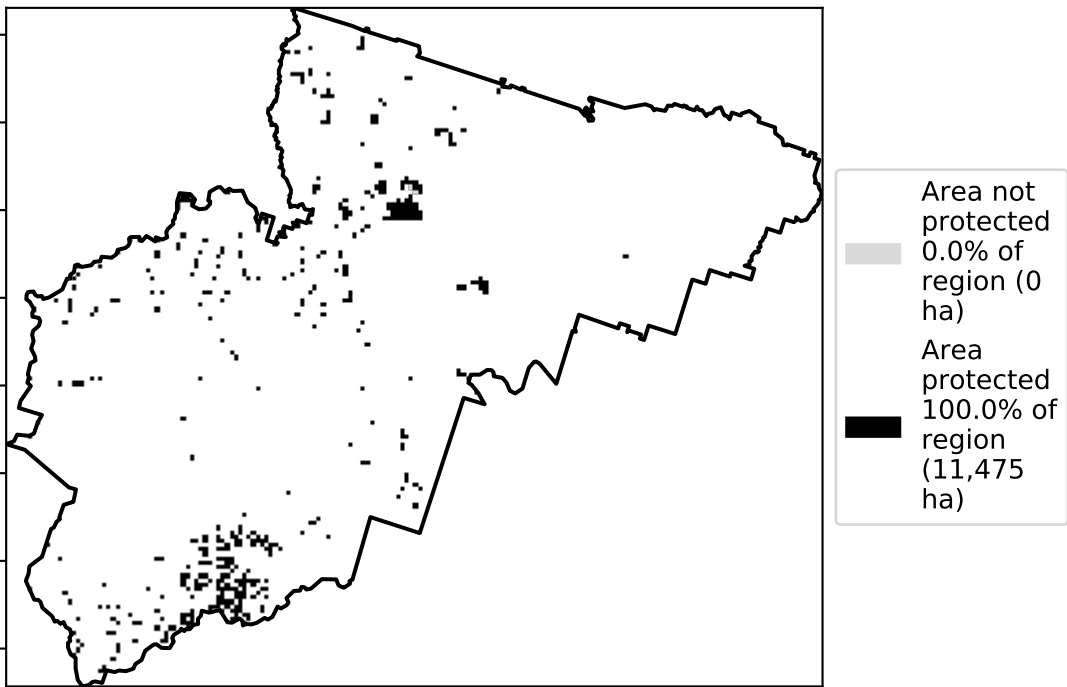 Area not
protected
0.0% of
region (0
ha)
Area
protected
100.0% of
region
(11,475
ha)